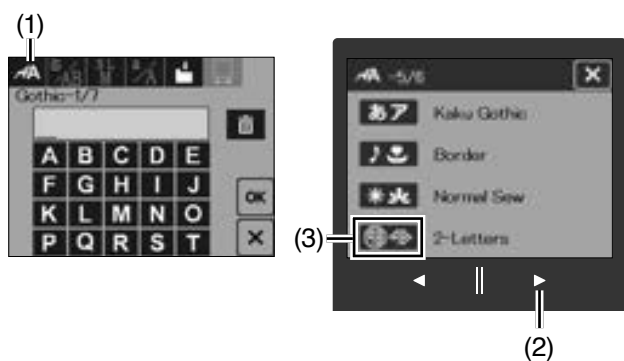 (1)
Gothic-1/7
A B C D E
F G H I J
K L M N O
P Q R S T
OK
×
-5/6
×
あア Kaku Gothic
Border
Normal Sew
2-Letters
(3)
(2)